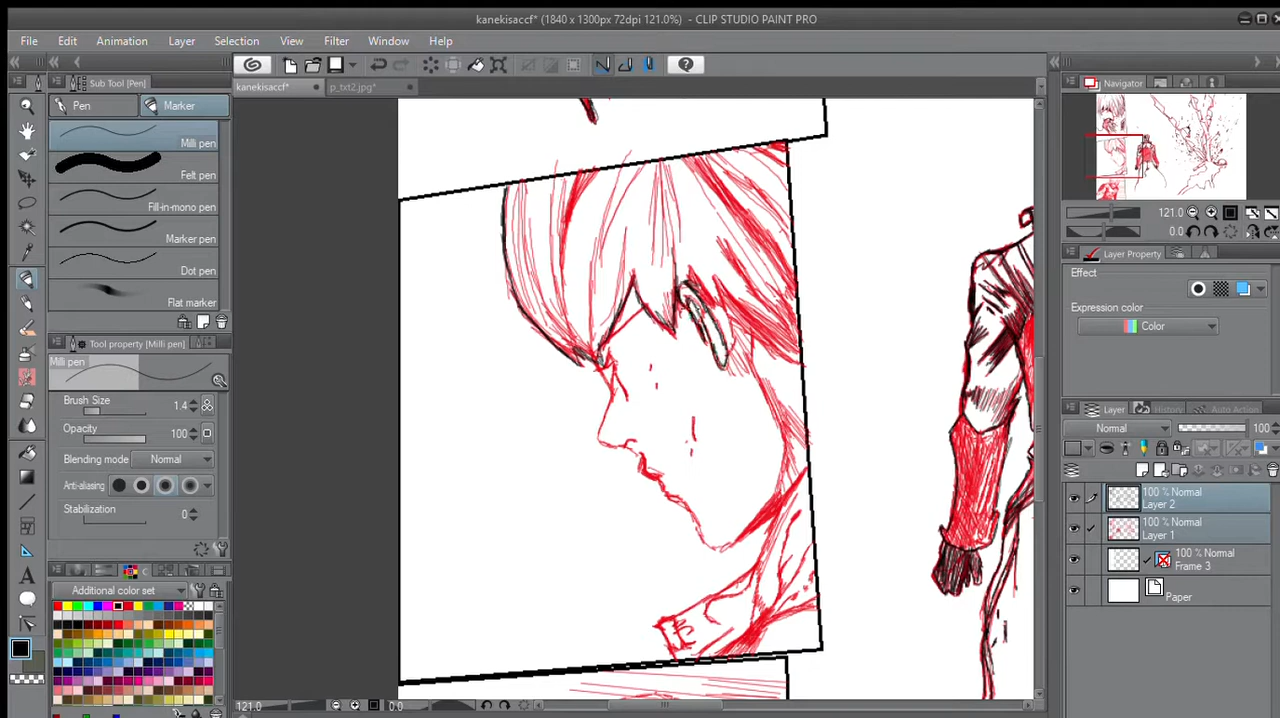 kanekisaccf* (1840 x 1300px 72dpi 121.0%) - CLIP STUDIO PAINT PRO
File Edit Animation Layer Selection View Filter Window Help
Sub Tool [Pen]
kanekisaccf*
p_txt2.jpg*
Navigator
Pen
Marker
Milli pen
Felt pen
Fill-in-mono pen
Marker pen
Dot pen
Flat marker
121.0
0.0
Layer Property
Effect
Expression color
Color
Tool property [Milli pen]
Milli pen
Brush Size 1.4
Opacity 100
Blending mode Normal
Anti-aliasing
Stabilization 0
Layer History Auto Action
Normal 100
100 % Normal
Layer 2
100 % Normal
Layer 1
100 % Normal
Frame 3
Paper
Additional color set
121.0 0.0